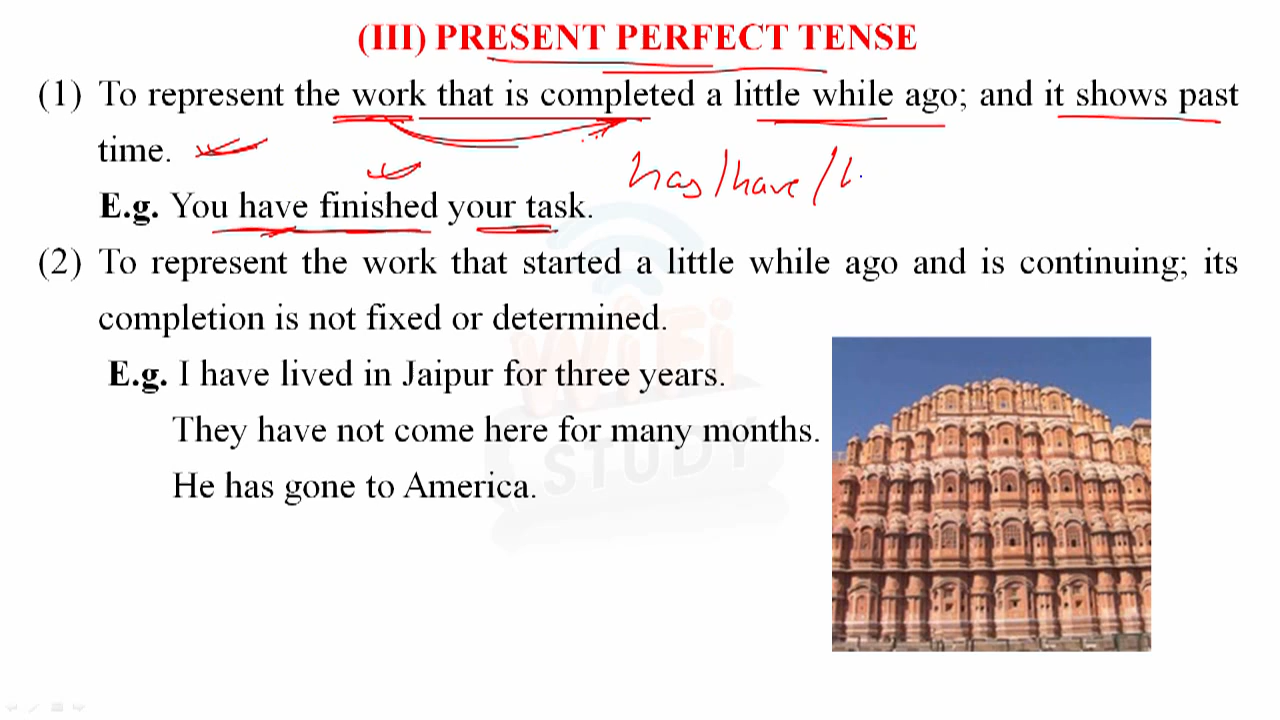 (III) PRESENT PERFECT TENSE
(1) To represent the work that is completed a little while ago; and it shows past
time.
has/have/
E.g. You have finished your task.
(2) To represent the work that started a little while ago and is continuing; its
completion is not fixed or determined.
E.g. I have lived in Jaipur for three years.
They have not come here for many months.
He has gone to America.
WiFi
STUDY